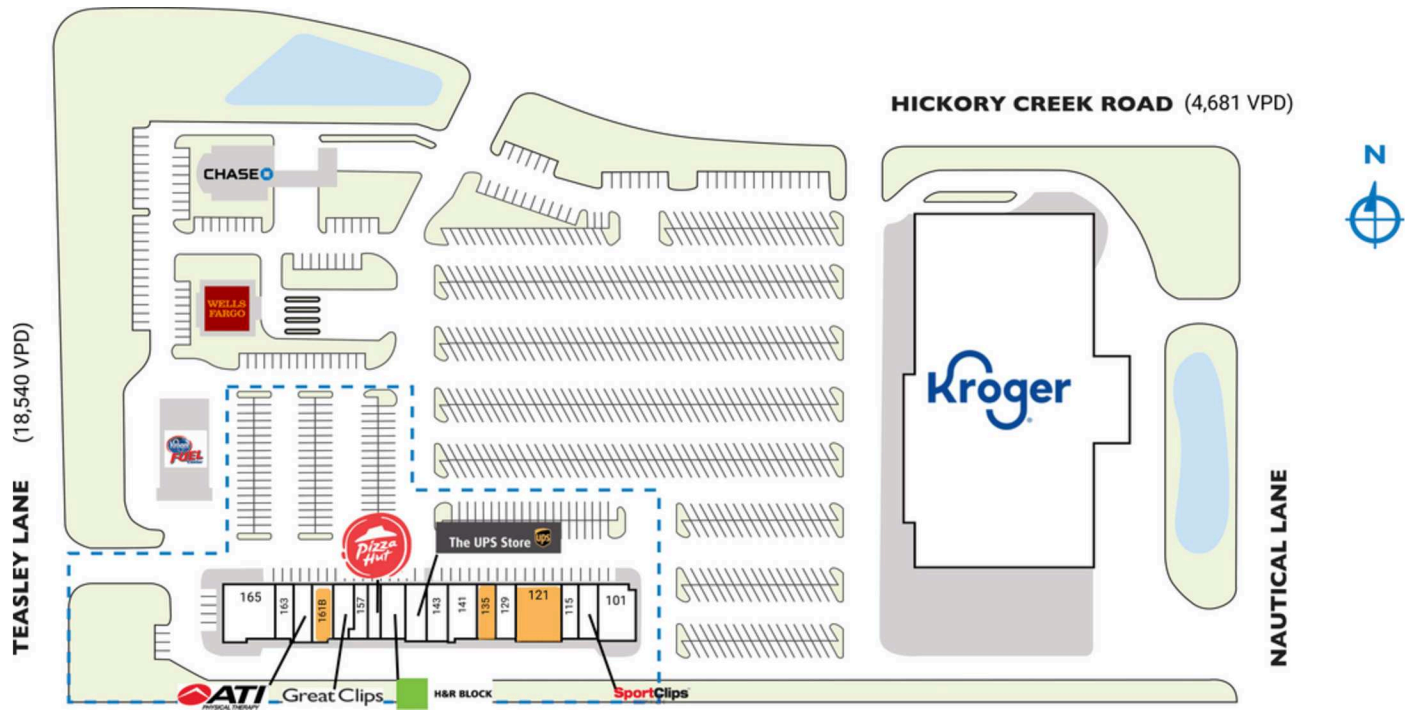 HICKORY CREEK ROAD (4,681 VPD)
N
CHASE
WELLS
FARGO
Kroger
FUEL
Kroger
®
TEASLEY LANE (18,540 VPD)
NAUTICAL LANE
Pizza
Hut
The UPS Store ups
165
163
161B
157
143
141
135
129
121
115
101
ATI
PHYSICAL THERAPY
Great Clips
H&R BLOCK
SportClips